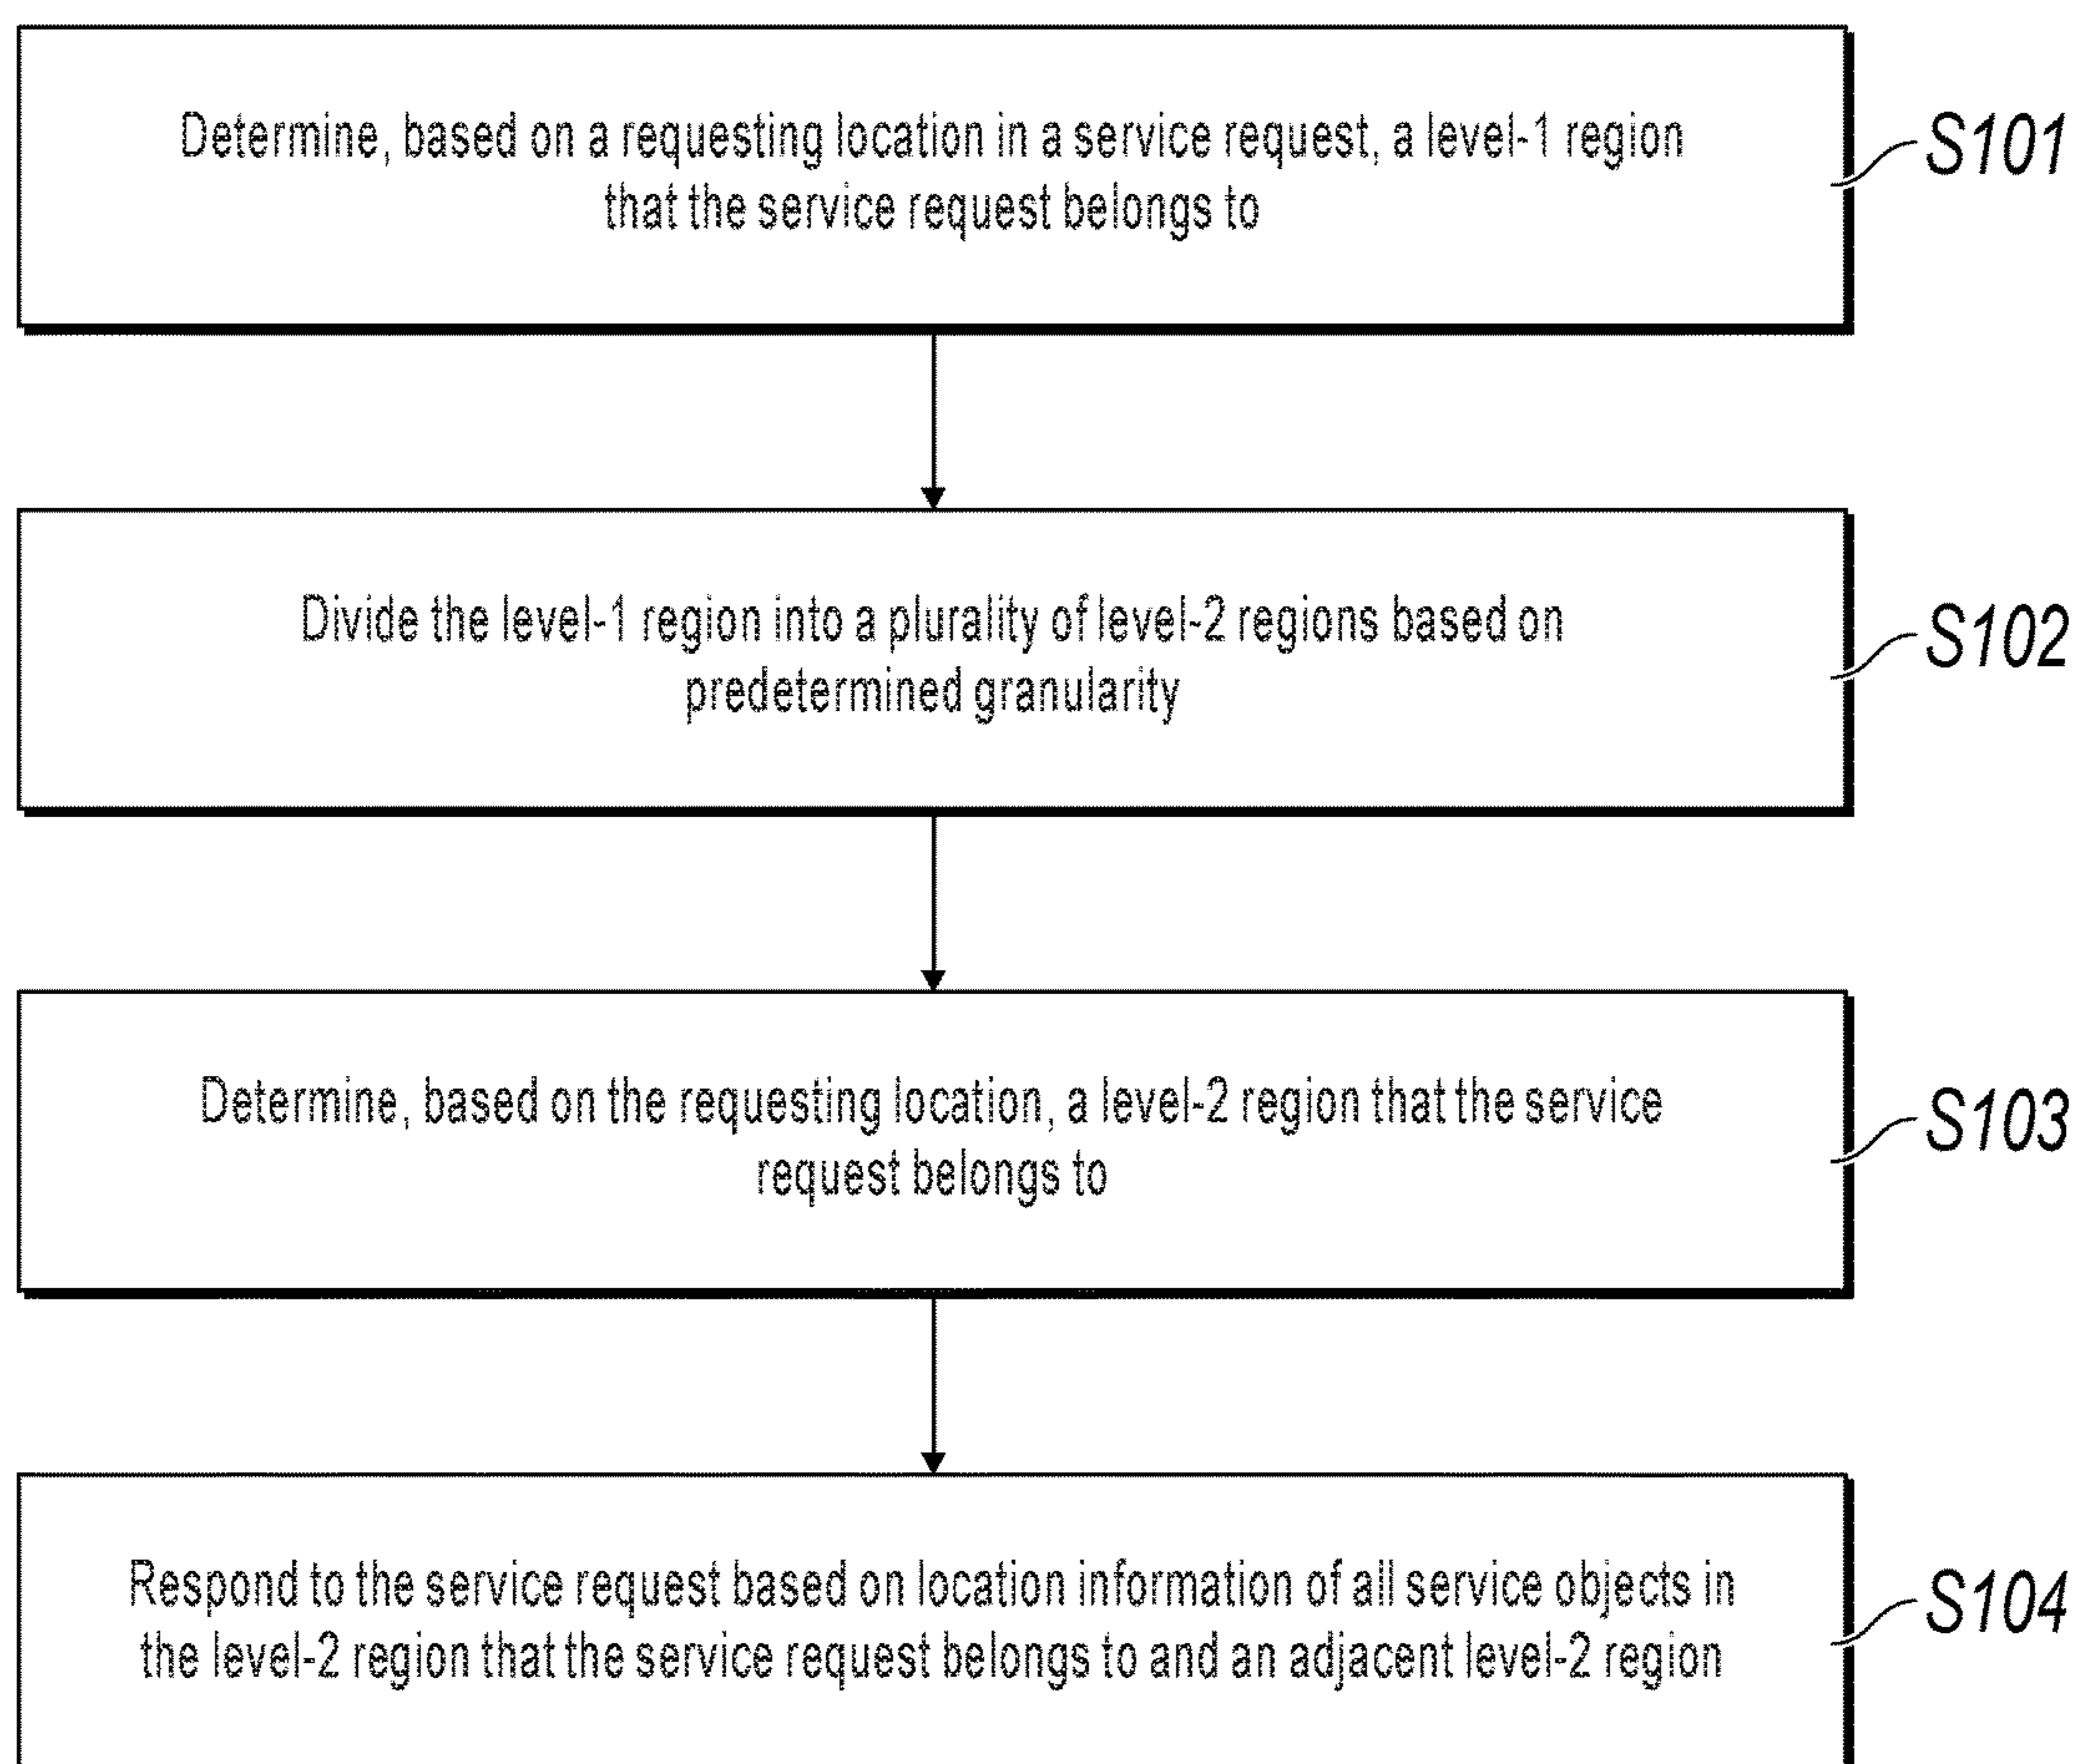 Determine, based on a requesting location in a service request, a level-1 region
that the service request belongs to
S101
Divide the level-1 region into a plurality of level-2 regions based on
predetermined granularity
S102
Determine, based on the requesting location, a level-2 region that the service
request belongs to
S103
Respond to the service request based on location information of all service objects in
the level-2 region that the service request belongs to and an adjacent level-2 region
S104